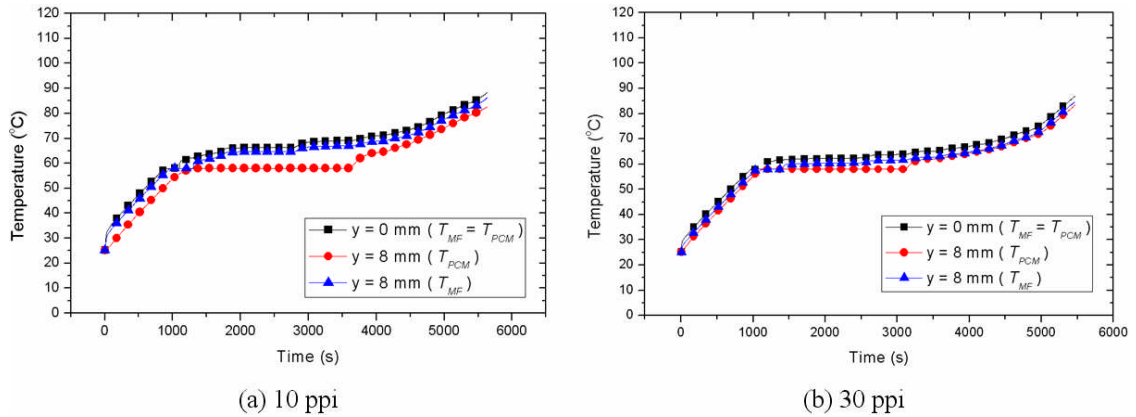 120
110
100
90
80
70
60
50
40
30
20
10
0
Temperature (°C)
y = 0 mm ( T_MF = T_PCM )
y = 8 mm ( T_PCM )
y = 8 mm ( T_MF )
0 1000 2000 3000 4000 5000 6000
Time (s)
(a) 10 ppi
120
110
100
90
80
70
60
50
40
30
20
10
0
Temperature (°C)
y = 0 mm ( T_MF = T_PCM )
y = 8 mm ( T_PCM )
y = 8 mm ( T_MF )
0 1000 2000 3000 4000 5000 6000
Time (s)
(b) 30 ppi